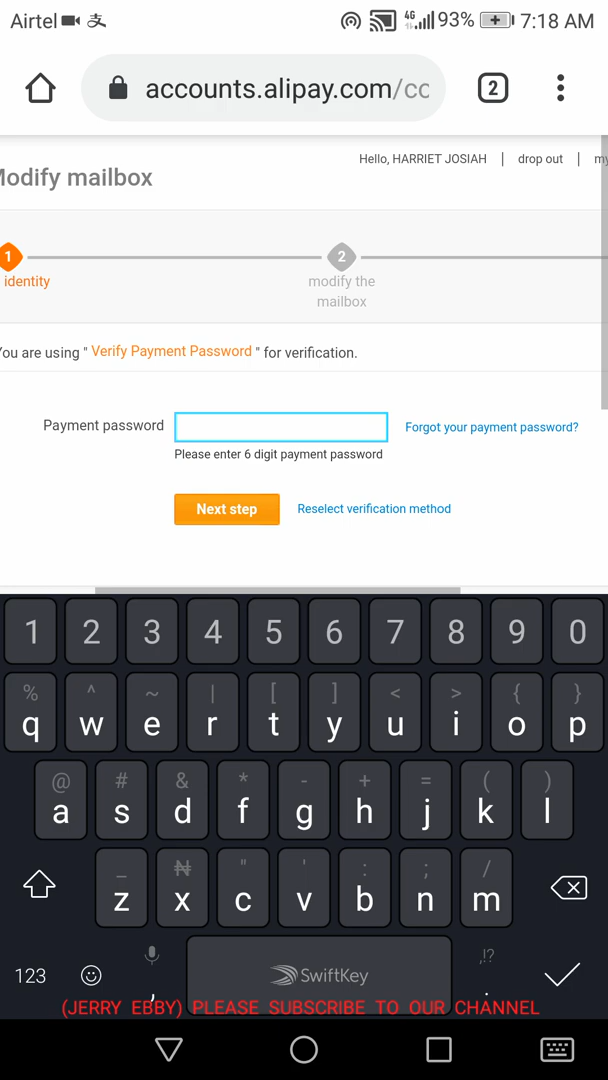 Airtel 支 4G 93% 7:18 AM
accounts.alipay.com/cc 2
Hello, HARRIET JOSIAH | drop out | my
Modify mailbox
1 2
identity modify the
mailbox
You are using " Verify Payment Password " for verification.
Payment password Forgot your payment password?
Please enter 6 digit payment password
Next step Reselect verification method
1 2 3 4 5 6 7 8 9 0
% ^ ~ | [ ] < > { }
q w e r t y u i o p
@ # & * - + = ( )
a s d f g h j k l
_ ₦ " ' : ; /
z x c v b n m
,!?
123 , SwiftKey .
(JERRY EBBY) PLEASE SUBSCRIBE TO OUR CHANNEL